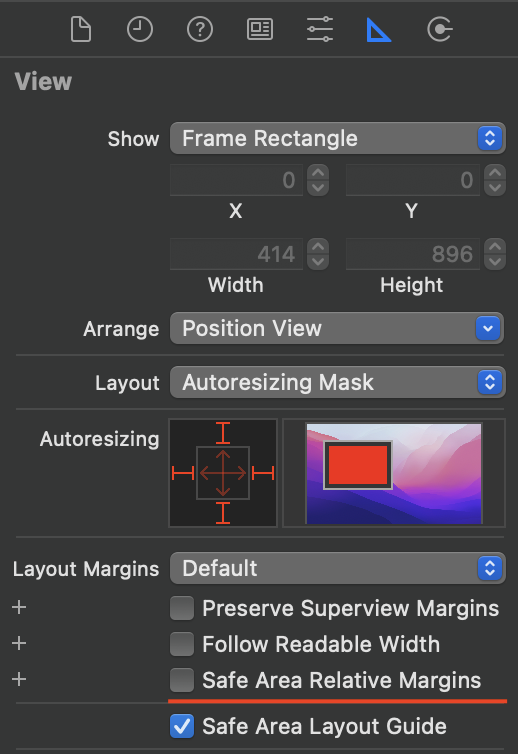 View
Show Frame Rectangle
0 0
X Y
414 896
Width Height
Arrange Position View
Layout Autoresizing Mask
Autoresizing
Layout Margins Default
Preserve Superview Margins
Follow Readable Width
Safe Area Relative Margins
Safe Area Layout Guide